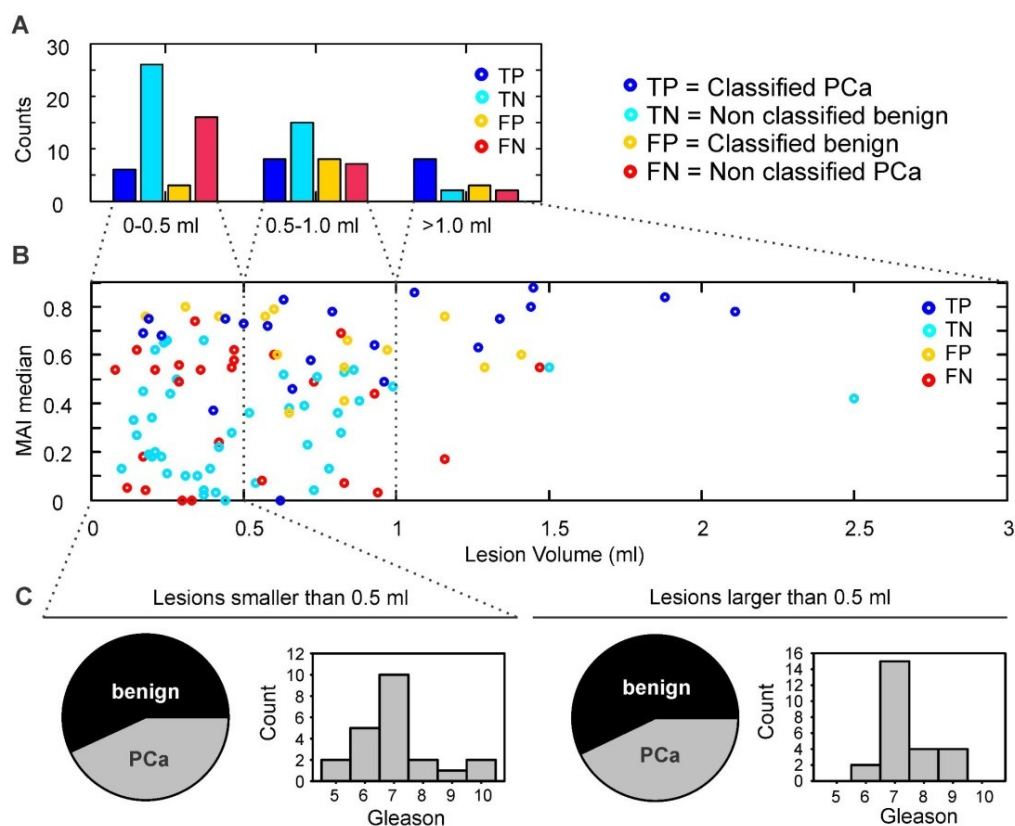 A
30
20
10
0
Counts
TP
TN
FP
FN
0-0.5 ml
0.5-1.0 ml
>1.0 ml
TP = Classified PCa
TN = Non classified benign
FP = Classified benign
FN = Non classified PCa
B
0.8
0.6
0.4
0.2
0
MAI median
TP
TN
FP
FN
0
0.5
1
1.5
2
2.5
3
Lesion Volume (ml)
C
Lesions smaller than 0.5 ml
benign
PCa
12
10
8
6
4
2
0
Count
5 6 7 8 9 10
Gleason
Lesions larger than 0.5 ml
benign
PCa
16
14
12
10
8
6
4
2
0
Count
5 6 7 8 9 10
Gleason